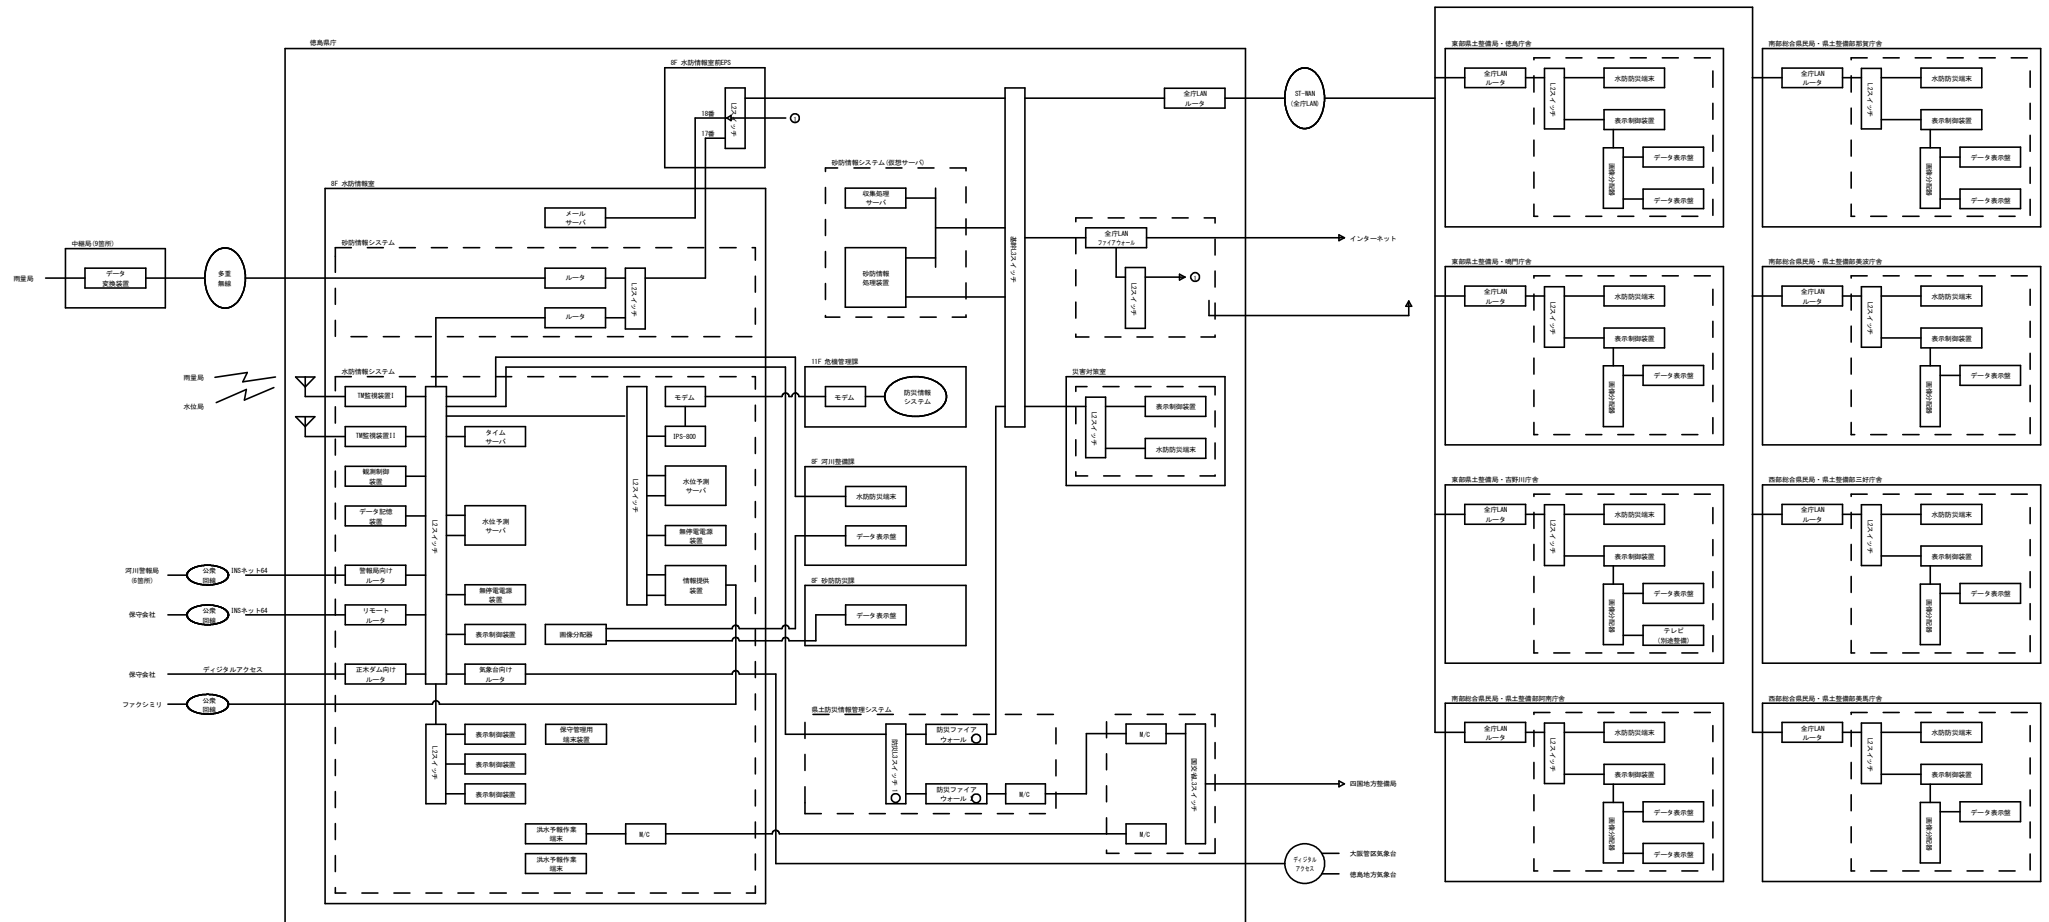 徳島県庁
8F 水防情報室前EPS
L2スイッチ
18番
17番
1
8F 水防情報室
メール
サーバ
砂防情報システム
ルータ
ルータ
L2スイッチ
中継局(9箇所)
雨量局
データ
変換装置
多重
無線
雨量局
水位局
水防情報システム
TM監視装置I
TM監視装置II
観測制御
装置
データ記憶
装置
警報局向け
ルータ
リモート
ルータ
正木ダム向け
ルータ
L2スイッチ
タイム
サーバ
水位予測
サーバ
無停電電源
装置
表示制御装置
気象台向け
ルータ
画像分配器
L2スイッチ
モデム
IPS-800
水位予測
サーバ
無停電電源
装置
情報提供
装置
河川警報局
(6箇所)
公衆
回線
INSネット64
保守会社
公衆
回線
INSネット64
保守会社
ディジタルアクセス
ファクシミリ
公衆
回線
L2スイッチ
表示制御装置
表示制御装置
表示制御装置
保守管理用
端末装置
洪水予報作業
端末
洪水予報作業
端末
M/C
砂防情報システム(仮想サーバ)
収集処理
サーバ
砂防情報
処理装置
11F 危機管理課
モデム
防災情報
システム
8F 河川整備課
水防防災端末
データ表示盤
8F 砂防防災課
データ表示盤
全庁LAN
ルータ
ST-WAN
(全庁LAN)
全庁LAN
ファイアウォール
L2スイッチ
1
インターネット
災害対策室
L2スイッチ
表示制御装置
水防防災端末
県土防災情報管理システム
防災L3スイッチ
防災ファイア
ウォール
防災ファイア
ウォール
M/C
M/C
M/C
国交省L3スイッチ
四国地方整備局
ディジタル
アクセス
大阪管区気象台
徳島地方気象台
東部県土整備局・徳島庁舎
全庁LAN
ルータ
L2スイッチ
水防防災端末
表示制御装置
画像分配器
データ表示盤
データ表示盤
東部県土整備局・鳴門庁舎
全庁LAN
ルータ
L2スイッチ
水防防災端末
表示制御装置
画像分配器
データ表示盤
東部県土整備局・吉野川庁舎
全庁LAN
ルータ
L2スイッチ
水防防災端末
表示制御装置
画像分配器
データ表示盤
テレビ
(別途整備)
南部総合県民局・県土整備部阿南庁舎
全庁LAN
ルータ
L2スイッチ
水防防災端末
表示制御装置
画像分配器
データ表示盤
データ表示盤
南部総合県民局・県土整備部那賀庁舎
全庁LAN
ルータ
L2スイッチ
水防防災端末
表示制御装置
画像分配器
データ表示盤
データ表示盤
南部総合県民局・県土整備部美波庁舎
全庁LAN
ルータ
L2スイッチ
水防防災端末
表示制御装置
画像分配器
データ表示盤
西部総合県民局・県土整備部三好庁舎
全庁LAN
ルータ
L2スイッチ
水防防災端末
表示制御装置
画像分配器
データ表示盤
西部総合県民局・県土整備部美馬庁舎
全庁LAN
ルータ
L2スイッチ
水防防災端末
表示制御装置
画像分配器
データ表示盤